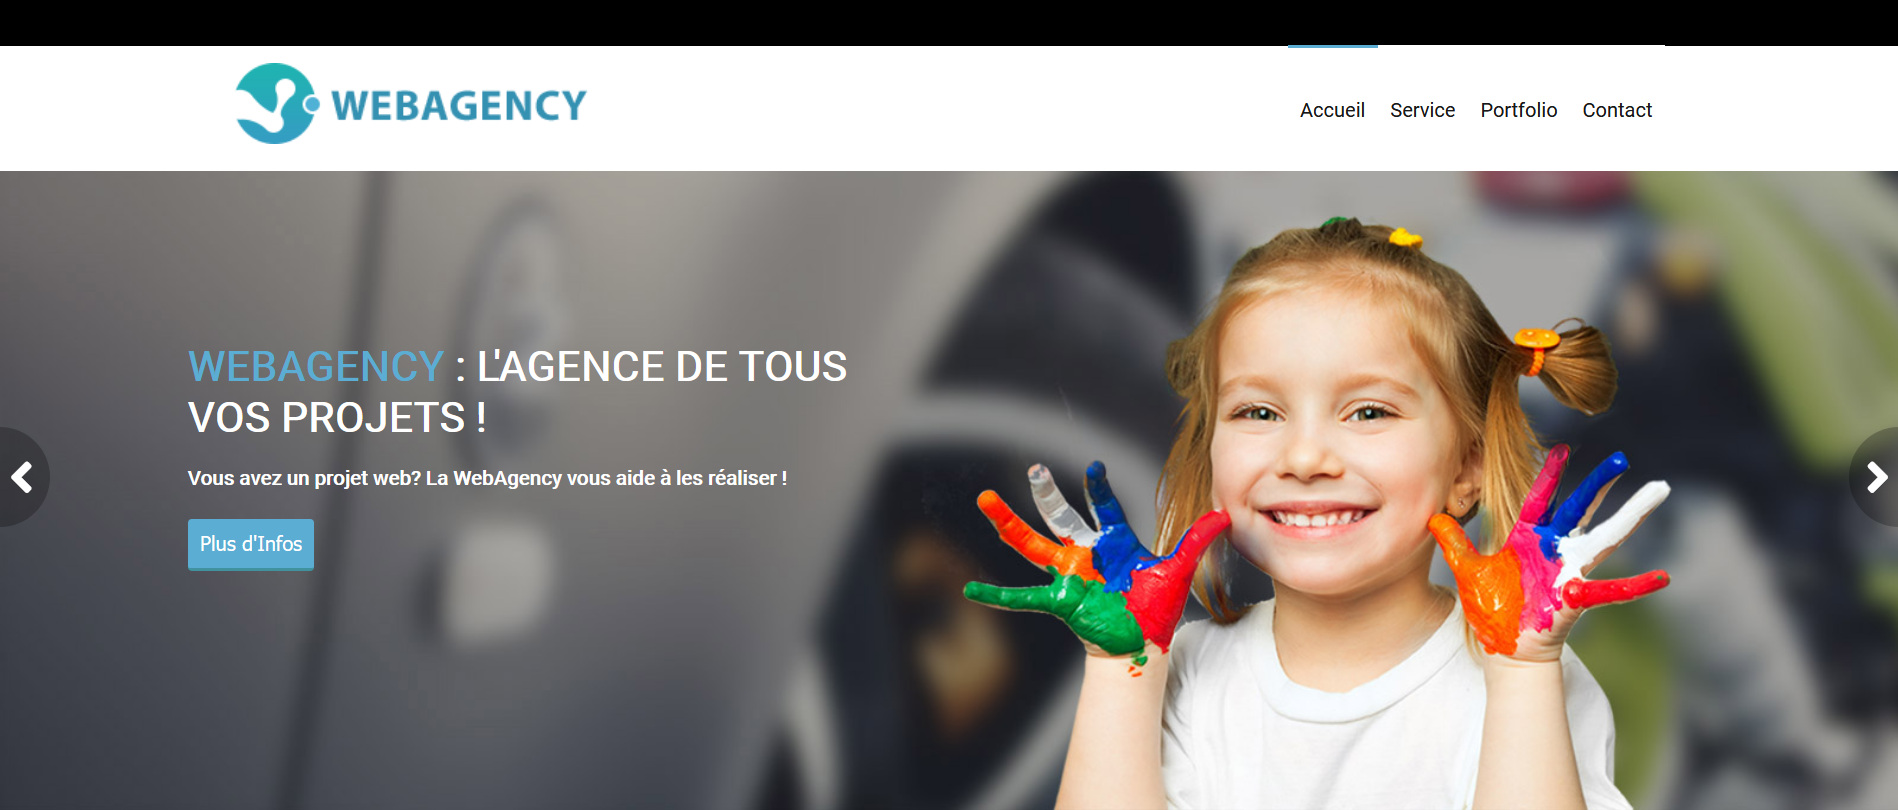 WEBAGENCY
Accueil Service Portfolio Contact
WEBAGENCY : L'AGENCE DE TOUS
VOS PROJETS !
Vous avez un projet web? La WebAgency vous aide à les réaliser !
Plus d'Infos